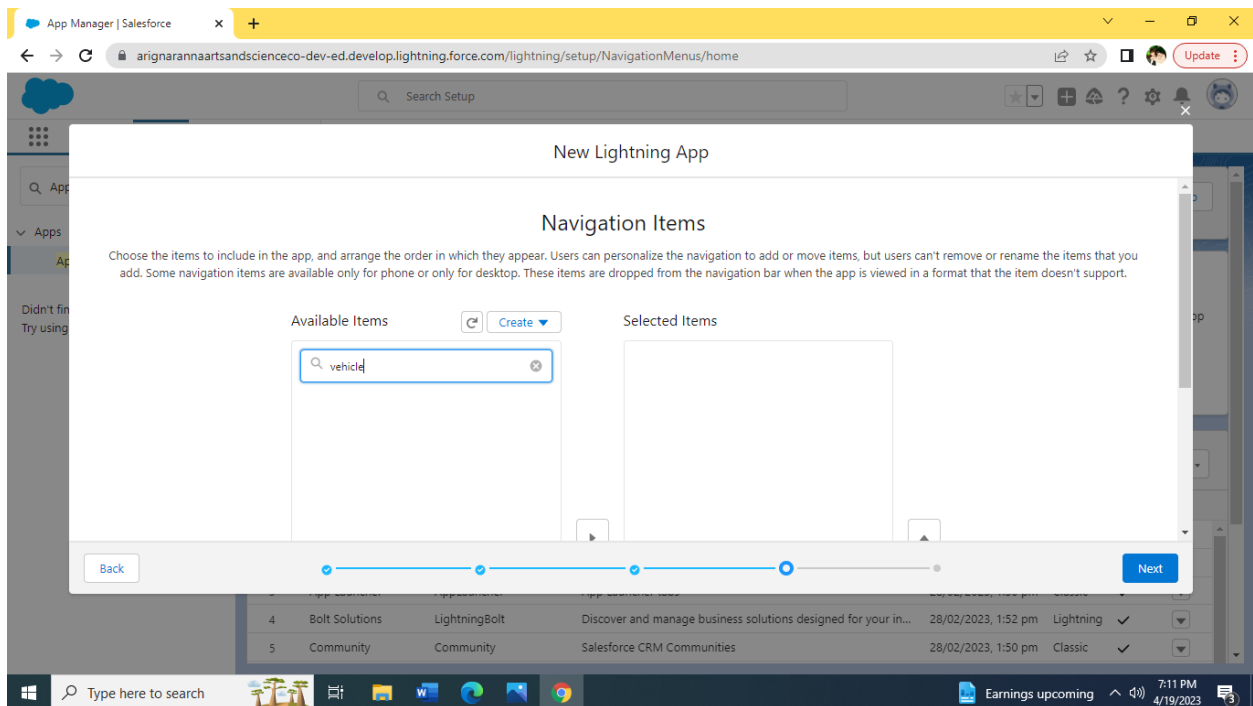 App Manager | Salesforce
arignarannaartsandscienceco-dev-ed.develop.lightning.force.com/lightning/setup/NavigationMenus/home
Update
Search Setup
New Lightning App
App
Navigation Items
Apps
Choose the items to include in the app, and arrange the order in which they appear. Users can personalize the navigation to add or move items, but users can't remove or rename the items that you
Ap
add. Some navigation items are available only for phone or only for desktop. These items are dropped from the navigation bar when the app is viewed in a format that the item doesn't support.
Didn't fin
Try using
Available Items
Create
Selected Items
pp
vehicle
Back
Next
4 Bolt Solutions LightningBolt Discover and manage business solutions designed for your in... 28/02/2023, 1:52 pm Lightning
5 Community Community Salesforce CRM Communities 28/02/2023, 1:50 pm Classic
Type here to search
Earnings upcoming
7:11 PM
4/19/2023
3